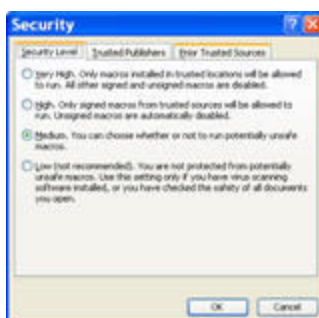 Security
Security Level Trusted Publishers Prior Trusted Sources
Very High. Only macros installed in trusted locations will be allowed
to run. All other signed and unsigned macros are disabled.
High. Only signed macros from trusted sources will be allowed to
run. Unsigned macros are automatically disabled.
Medium. You can choose whether or not to run potentially unsafe
macros.
Low (not recommended). You are not protected from potentially
unsafe macros. Use this setting only if you have virus scanning
software installed, or you have checked the safety of all documents
you open.
OK Cancel